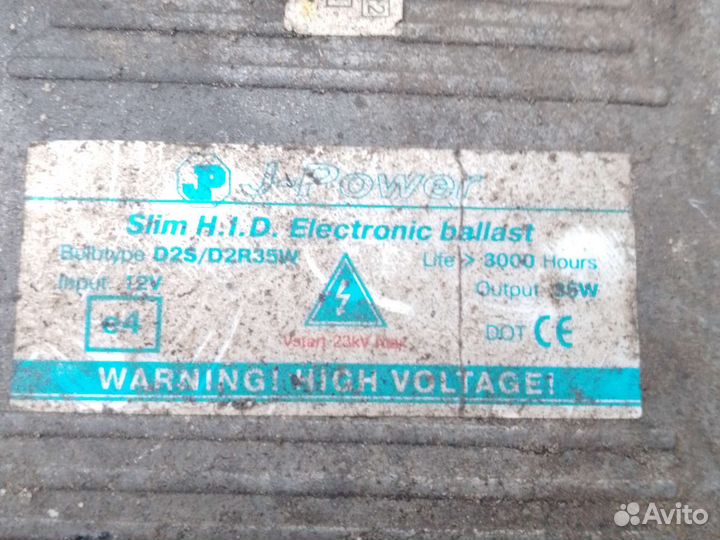 JP J-Power
Slim H.I.D. Electronic ballast
Bulbtype D2S/D2R35W Life > 3000 Hours
Input 12V Output 35W
e4 Vstart 23kV max DOT CE
WARNING! HIGH VOLTAGE!
Avito